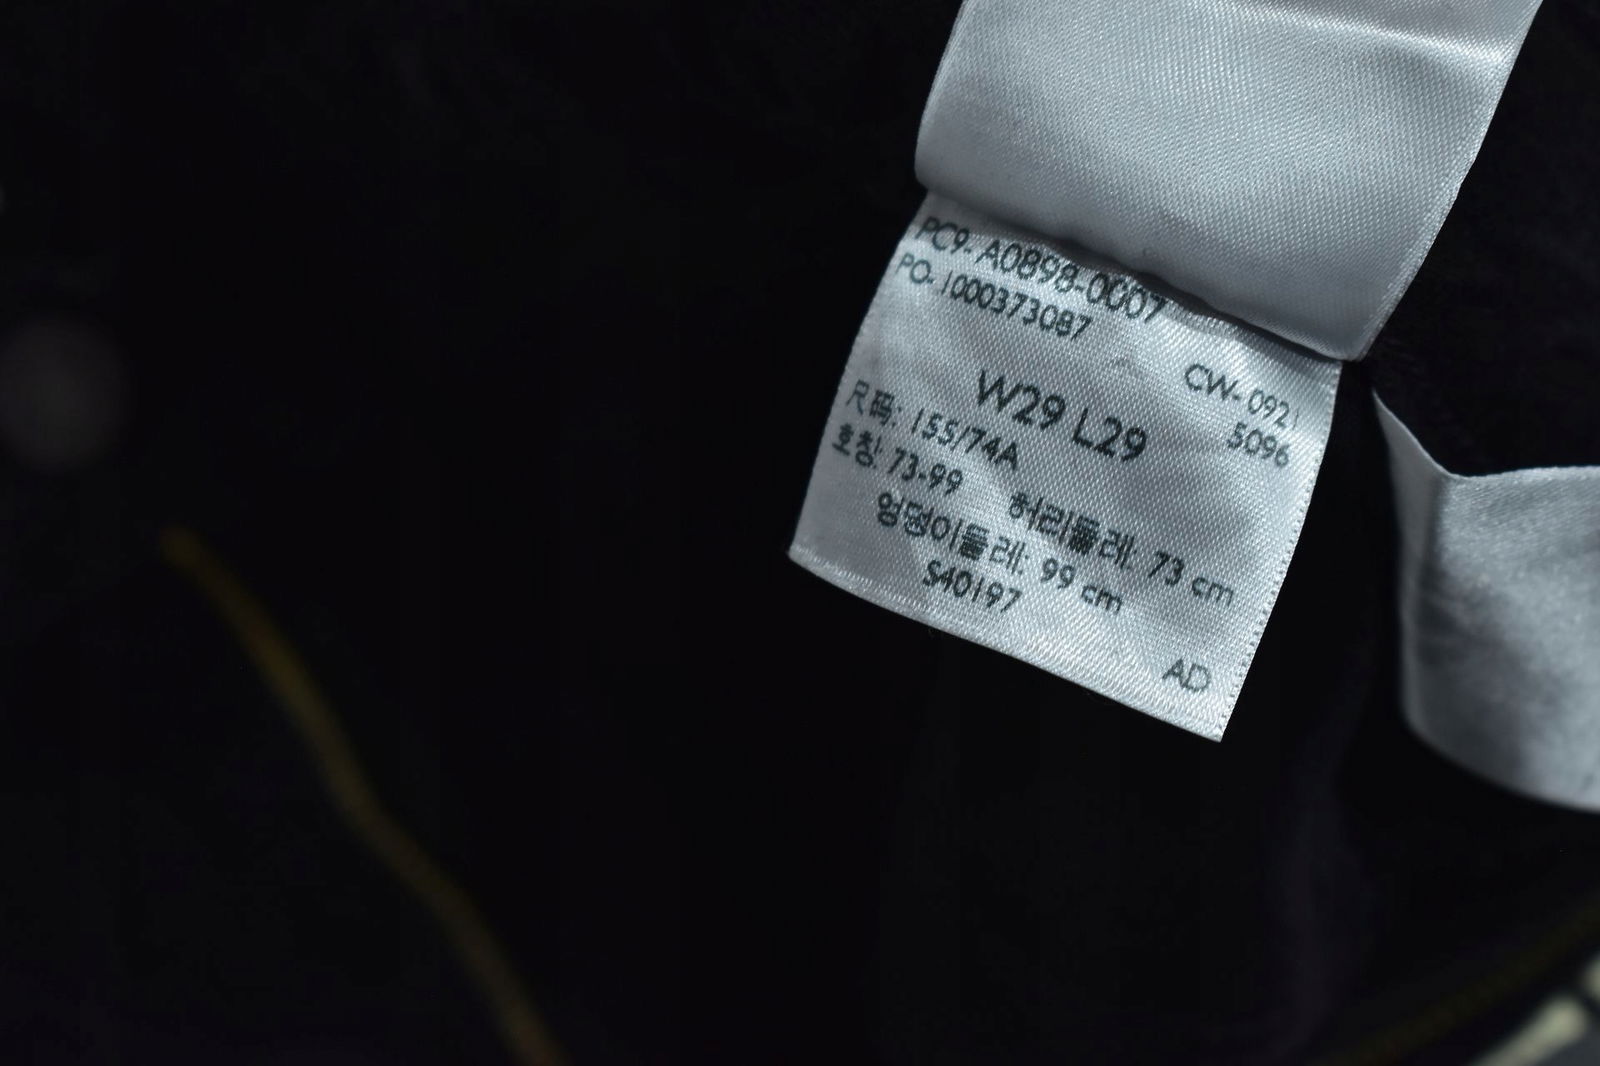 PC9- A0898-0007
PO- 1000373087
CW- 0921
5096
W29 L29
尺码: 155/74A
호칭: 73-99 허리둘레: 73 cm
엉덩이둘레: 99 cm
S40197
AD